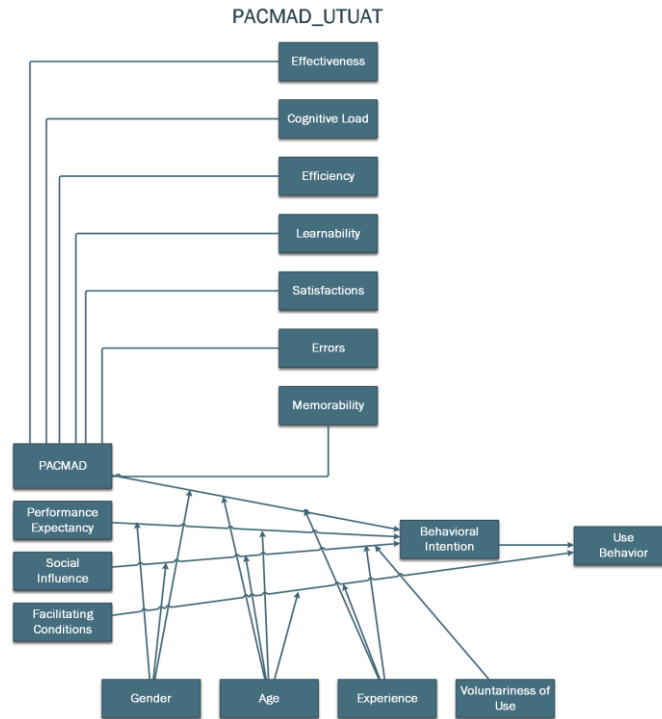 PACMAD_UTUAT
Effectiveness
Cognitive Load
Efficiency
Learnability
Satisfactions
Errors
Memorability
PACMAD
Performance
Expectancy
Behavioral
Intention
Use
Behavior
Social
Influence
Facilitating
Conditions
Gender
Age
Experience
Voluntariness of
Use